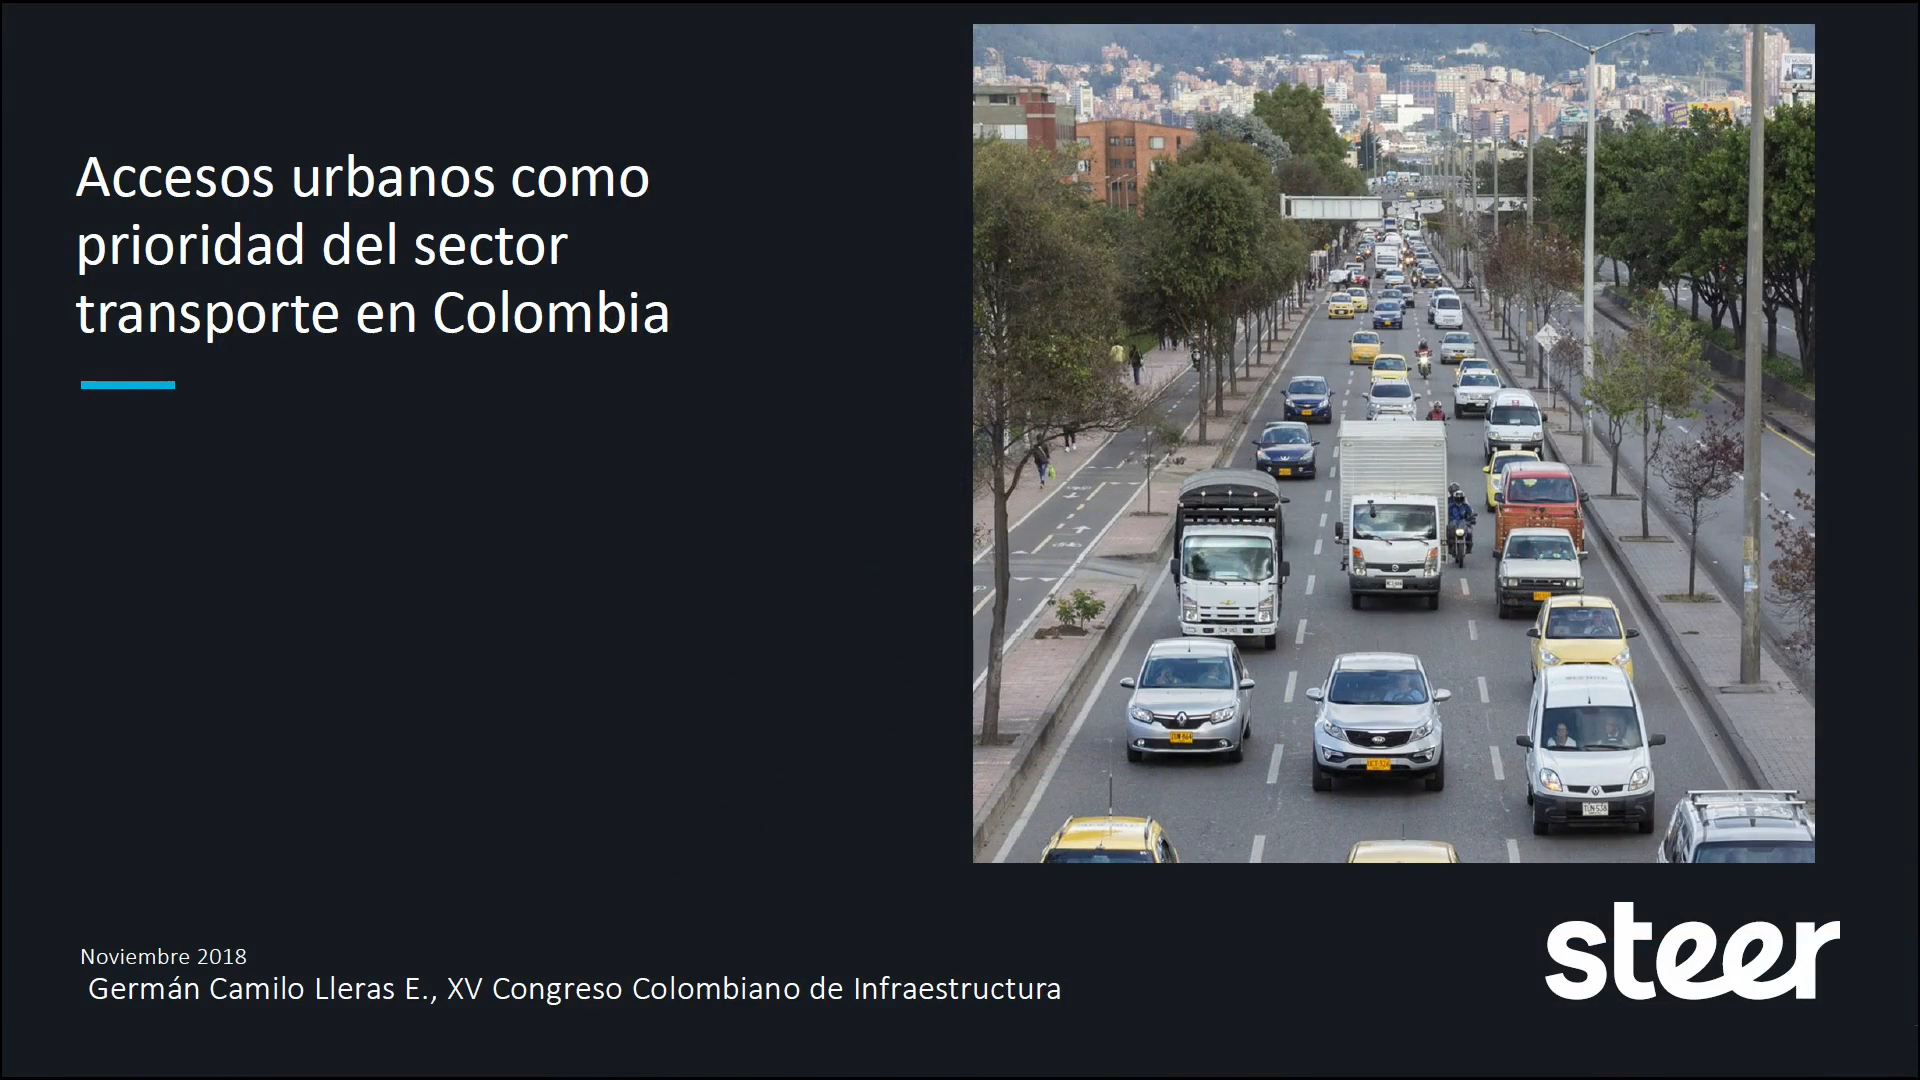 Accesos urbanos como
prioridad del sector
transporte en Colombia
Noviembre 2018
Germán Camilo Lleras E., XV Congreso Colombiano de Infraestructura
steer